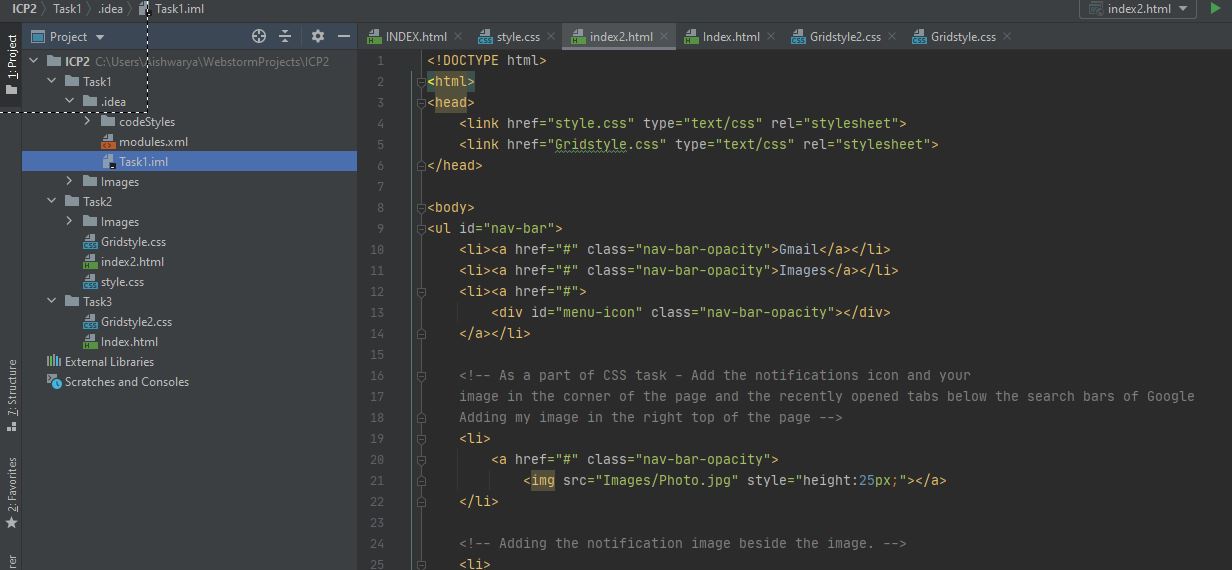 ICP2 Task1 .idea Task1.iml
index2.html
Project
INDEX.html style.css index2.html Index.html Gridstyle2.css Gridstyle.css
1: Project
ICP2 C:\Users\Aishwarya\WebstormProjects\ICP2
Task1
.idea
codeStyles
modules.xml
Task1.iml
Images
Task2
Images
Gridstyle.css
index2.html
style.css
Task3
Gridstyle2.css
Index.html
External Libraries
Scratches and Consoles
7: Structure
2: Favorites
1 <!DOCTYPE html>
2 <html>
3 <head>
4 <link href="style.css" type="text/css" rel="stylesheet">
5 <link href="Gridstyle.css" type="text/css" rel="stylesheet">
6 </head>
7
8 <body>
9 <ul id="nav-bar">
10 <li><a href="#" class="nav-bar-opacity">Gmail</a></li>
11 <li><a href="#" class="nav-bar-opacity">Images</a></li>
12 <li><a href="#">
13 <div id="menu-icon" class="nav-bar-opacity"></div>
14 </a></li>
15
16 <!-- As a part of CSS task - Add the notifications icon and your
17 image in the corner of the page and the recently opened tabs below the search bars of Google
18 Adding my image in the right top of the page -->
19 <li>
20 <a href="#" class="nav-bar-opacity">
21 <img src="Images/Photo.jpg" style="height:25px;"></a>
22 </li>
23
24 <!-- Adding the notification image beside the image. -->
25 <li>